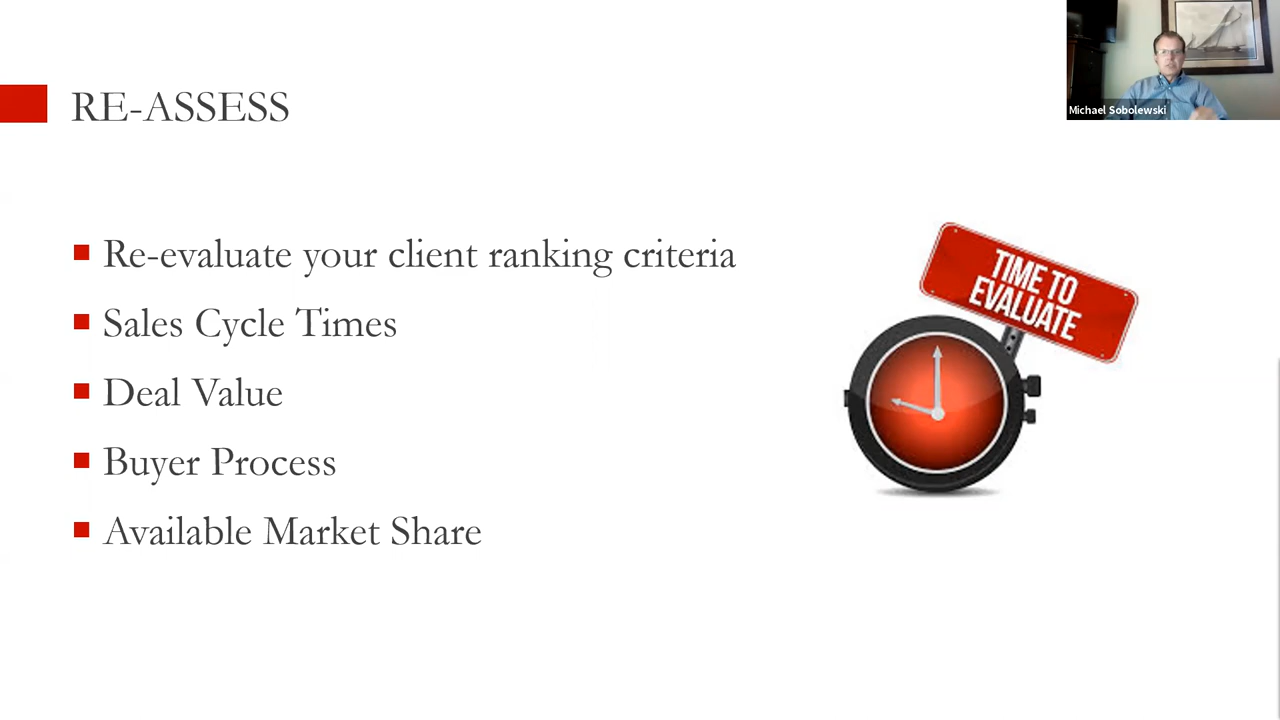 RE-ASSESS
Michael Sobolewski
Re-evaluate your client ranking criteria
Sales Cycle Times
Deal Value
Buyer Process
Available Market Share
TIME TO
EVALUATE